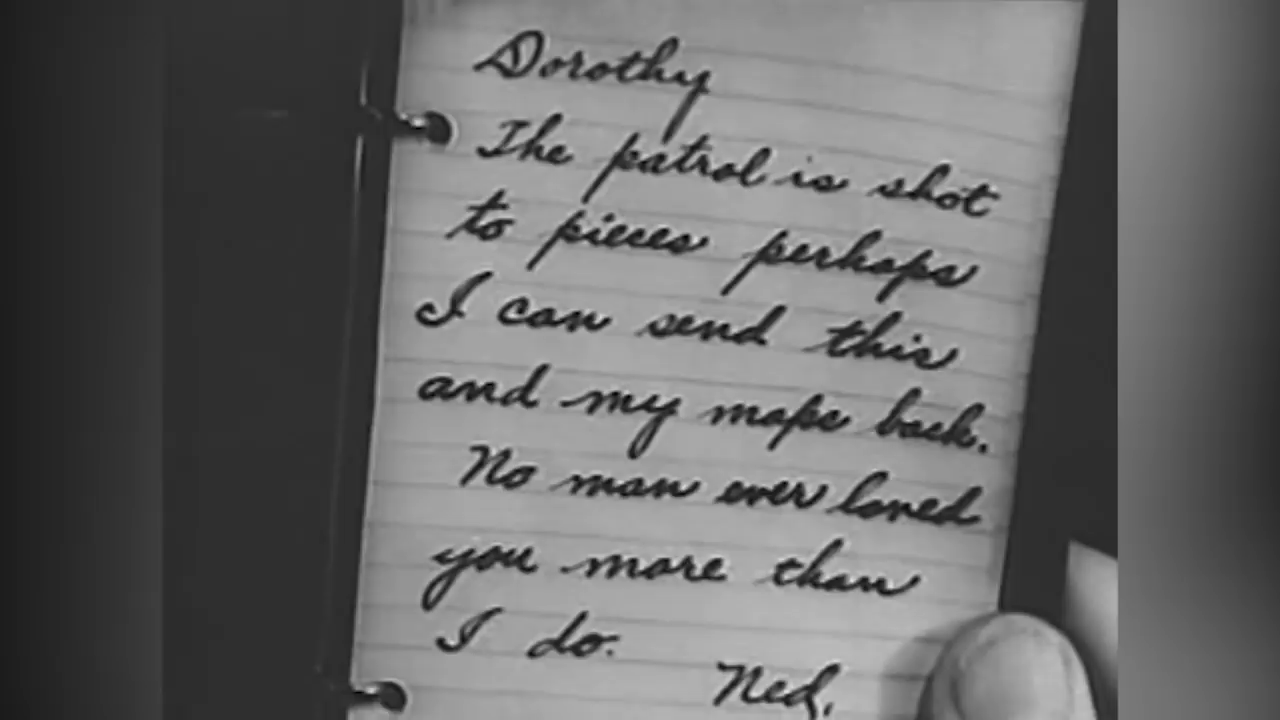 Dorothy
The patrol is shot
to pieces perhaps
I can send this
and my maps back.
No man ever loved
you more than
I do.
Ned.